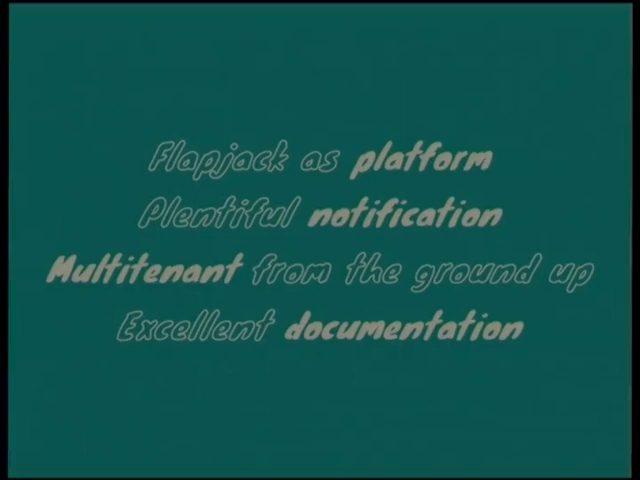 Flapjack as platform
Plentiful notification
Multitenant from the ground up
Excellent documentation